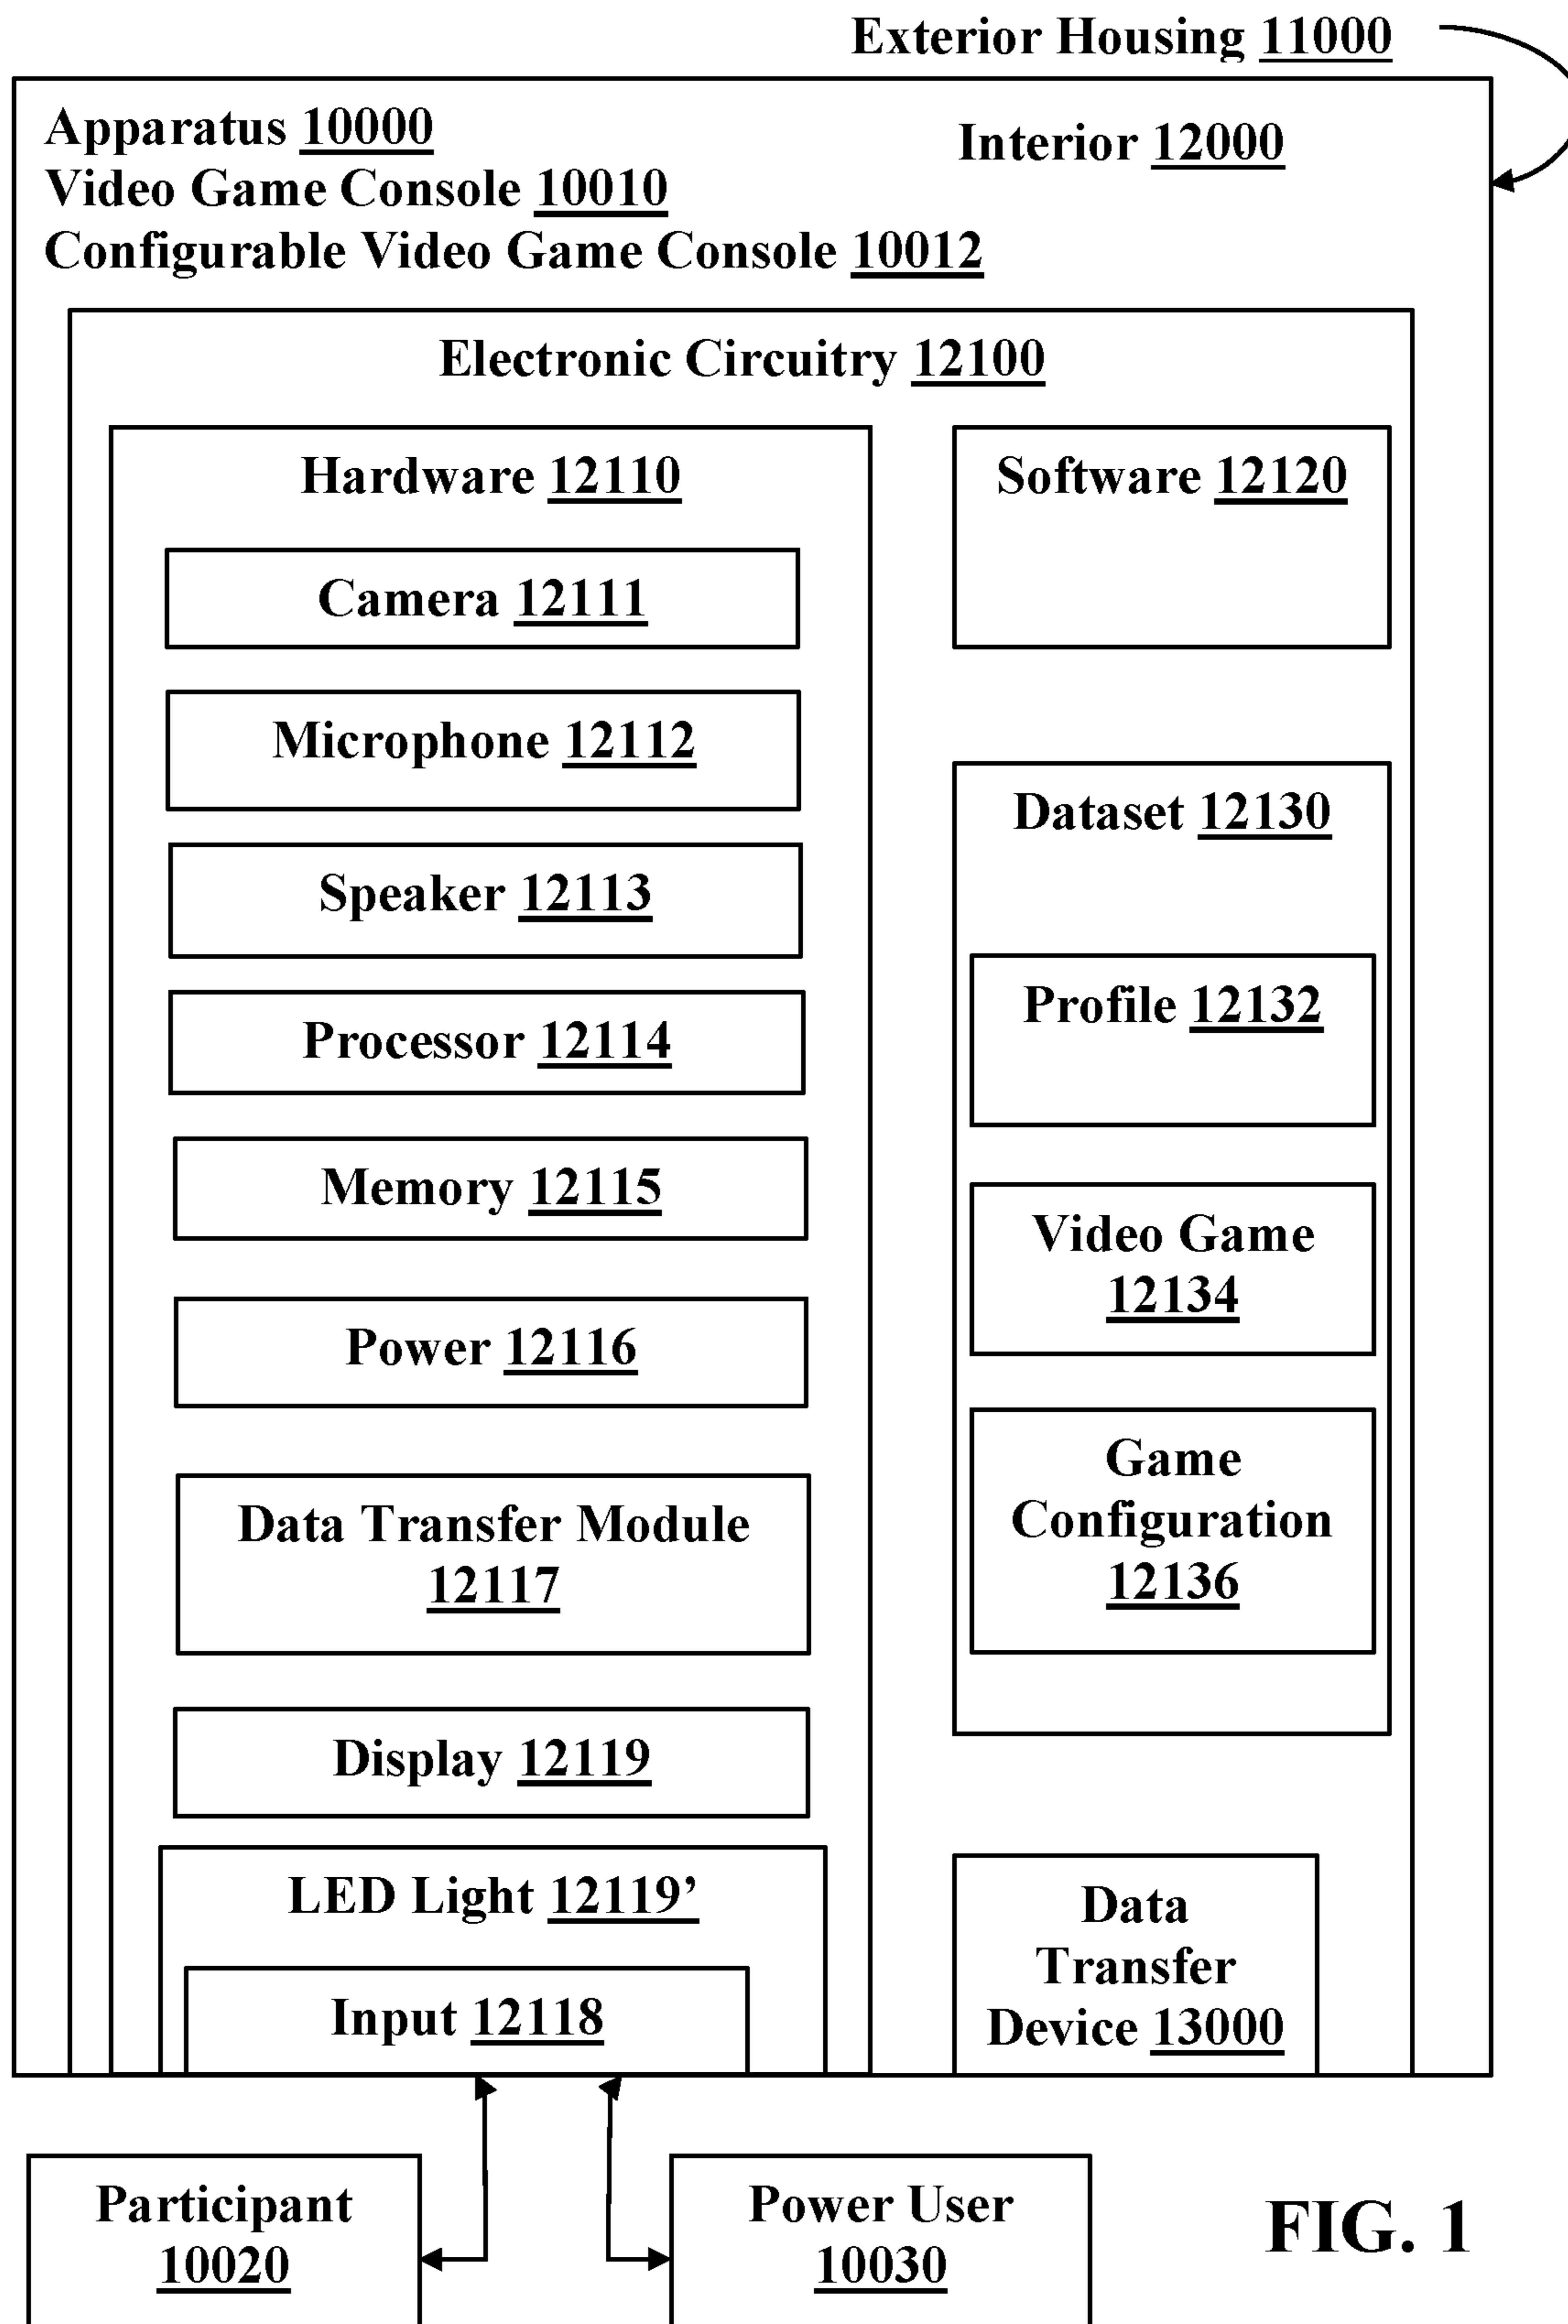 Exterior Housing 11000
Apparatus 10000
Interior 12000
Video Game Console 10010
Configurable Video Game Console 10012
Electronic Circuitry 12100
Hardware 12110
Camera 12111
Microphone 12112
Speaker 12113
Processor 12114
Memory 12115
Power 12116
Data Transfer Module
12117
Display 12119
LED Light 12119’
Input 12118
Software 12120
Dataset 12130
Profile 12132
Video Game
12134
Game
Configuration
12136
Data
Transfer
Device 13000
Participant
10020
Power User
10030
FIG. 1